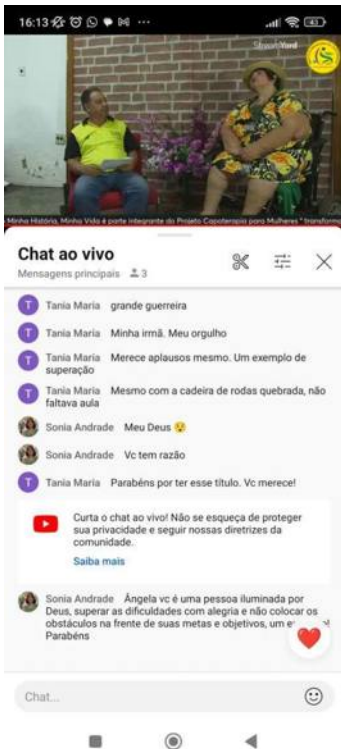 16:13
43
StreamYard
Minha História, Minha Vida é parte integrante do Projeto Capoterapia para Mulheres " transforma
Chat ao vivo
Mensagens principais 3
T Tania Maria grande guerreira
T Tania Maria Minha irmã. Meu orgulho
T Tania Maria Merece aplausos mesmo. Um exemplo de
superação
T Tania Maria Mesmo com a cadeira de rodas quebrada, não
faltava aula
Sonia Andrade Meu Deus 😯
Sonia Andrade Vc tem razão
T Tania Maria Parabéns por ter esse título. Vc merece!
Curta o chat ao vivo! Não se esqueça de proteger
sua privacidade e seguir nossas diretrizes da
comunidade.
Saiba mais
Sonia Andrade Ângela vc é uma pessoa iluminada por
Deus, superar as dificuldades com alegria e não colocar os
obstáculos na frente de suas metas e objetivos, um
Parabéns
Chat...